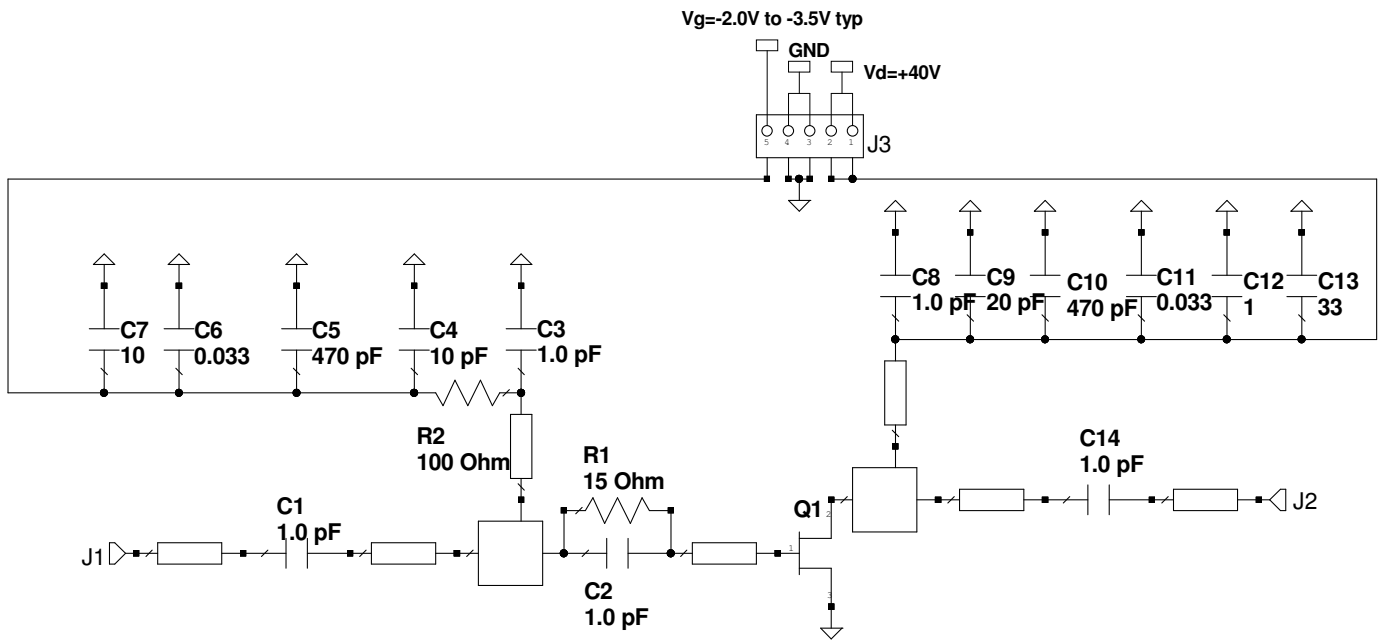 Vg=-2.0V to -3.5V typ
GND
Vd=+40V
5 4 3 2 1
J3
C8
1.0 pF
C9
20 pF
C10
470 pF
C11
0.033
C12
1
C13
33
C7
10
C6
0.033
C5
470 pF
C4
10 pF
C3
1.0 pF
R2
100 Ohm
R1
15 Ohm
C14
1.0 pF
C1
1.0 pF
Q1
2
J2
J1
1
C2
1.0 pF
3